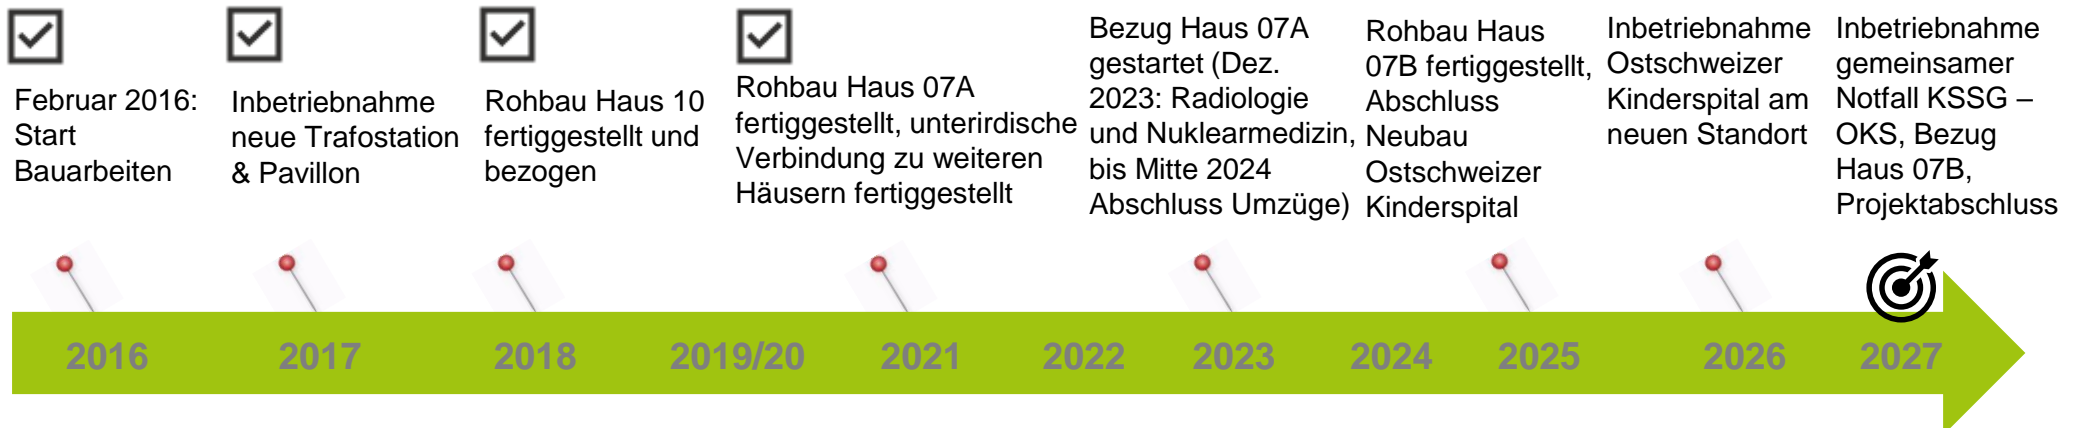 Februar 2016:
Start
Bauarbeiten
Inbetriebnahme
neue Trafostation
& Pavillon
Rohbau Haus 10
fertiggestellt und
bezogen
Rohbau Haus 07A
fertiggestellt, unterirdische
Verbindung zu weiteren
Häusern fertiggestellt
Bezug Haus 07A
gestartet (Dez.
2023: Radiologie
und Nuklearmedizin,
bis Mitte 2024
Abschluss Umzüge)
Rohbau Haus
07B fertiggestellt,
Abschluss
Neubau
Ostschweizer
Kinderspital
Inbetriebnahme
Ostschweizer
Kinderspital am
neuen Standort
Inbetriebnahme
gemeinsamer
Notfall KSSG –
OKS, Bezug
Haus 07B,
Projektabschluss
2016 2017 2018 2019/20 2021 2022 2023 2024 2025 2026 2027